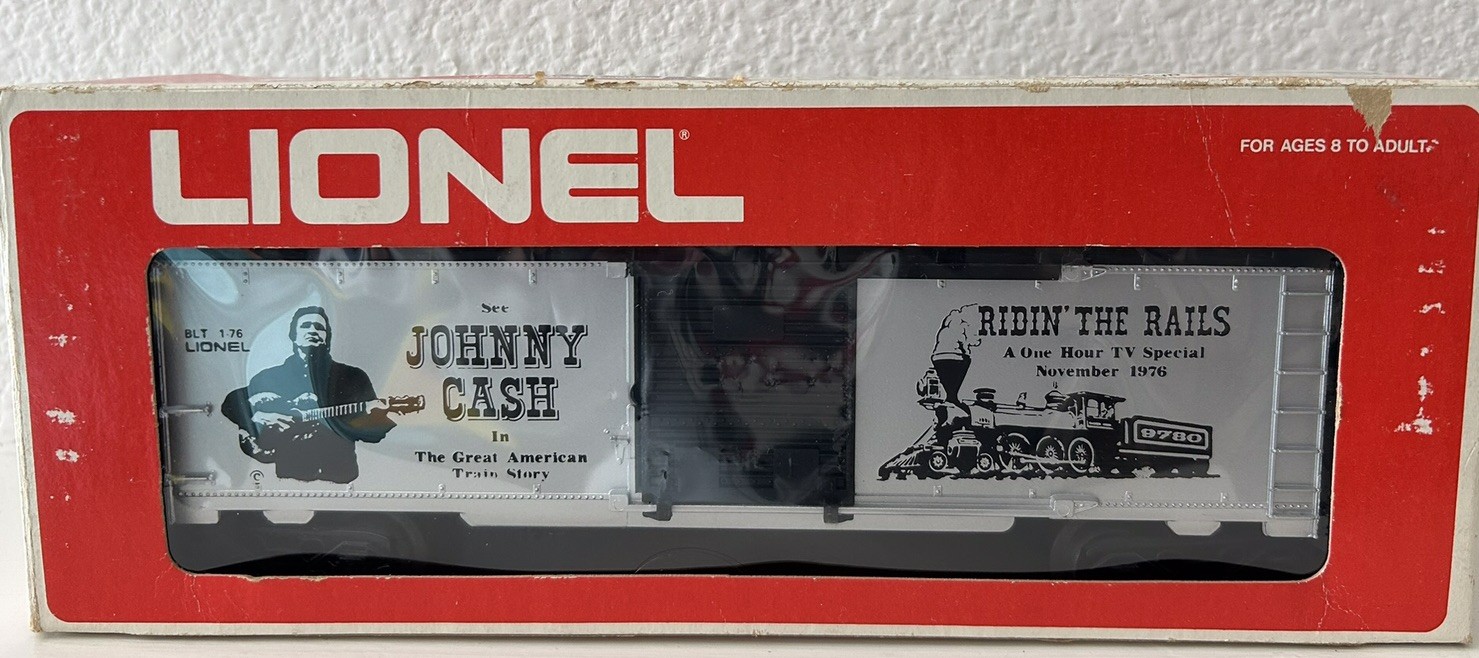 LIONEL®
FOR AGES 8 TO ADULT
BLT 1-76
LIONEL
See
JOHNNY
CASH
In
The Great American
Train Story
©
RIDIN' THE RAILS
A One Hour TV Special
November 1976
9780